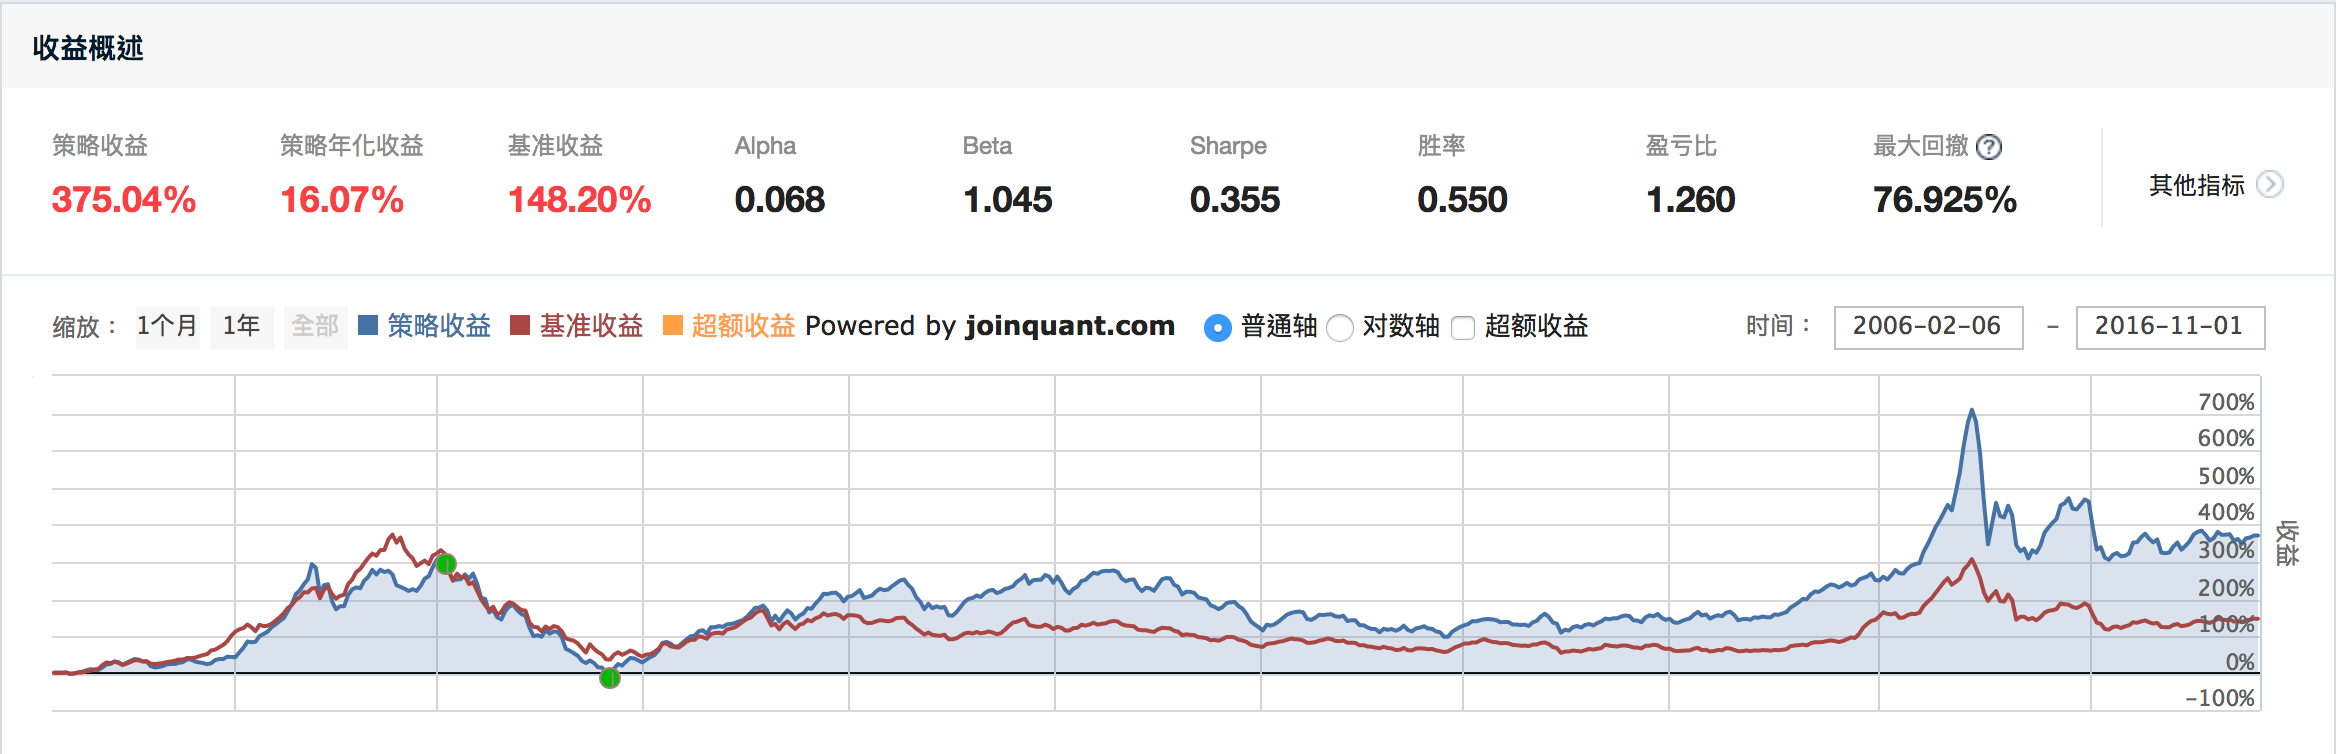 收益概述
策略收益 策略年化收益 基准收益 Alpha Beta Sharpe 胜率 盈亏比 最大回撤 ?
375.04% 16.07% 148.20% 0.068 1.045 0.355 0.550 1.260 76.925%
其他指标
缩放： 1个月 1年 全部 策略收益 基准收益 超额收益 Powered by joinquant.com 普通轴 对数轴 超额收益 时间： 2006-02-06 - 2016-11-01
700%
600%
500%
400%
300%
200%
100%
0%
-100%
收益